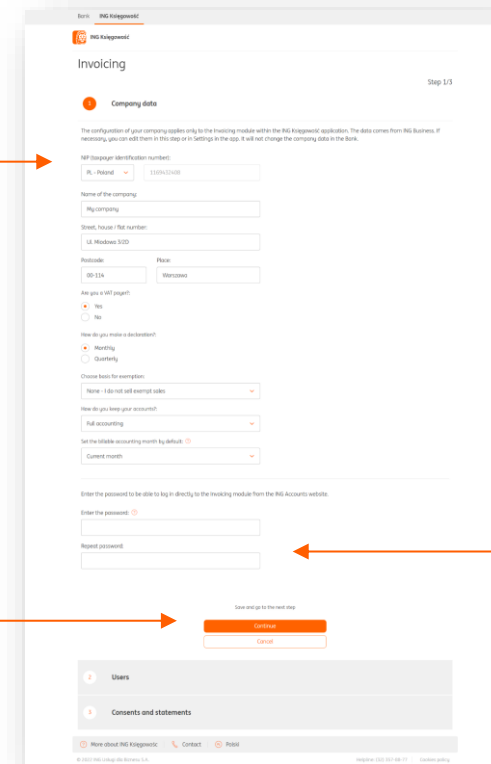 Bank ING Księgowość
ING Księgowość
Invoicing
Step 1/3
1 Company data
The configuration of your company applies only to the Invoicing module within the ING Księgowość application. The data comes from ING Business. If
necessary, you can edit them in this step or in Settings in the app. It will not change the company data in the Bank.
NIP (taxpayer identification number):
PL - Poland
Name of the company:
My company
Street, house / flat number:
Ul. Miodowa 3/20
Postcode: Place:
00-114 Warszawa
Are you a VAT payer?:
Yes
No
How do you make a declaration?:
Monthly
Quarterly
Choose basis for exemption:
None - I do not sell exempt sales
How do you keep your accounts?:
Full accounting
Set the billable accounting month by default:
Current month
Enter the password to be able to log in directly to the Invoicing module from the ING Accounts website.
Enter the password:
Repeat password:
Save and go to the next step
Continue
Cancel
2 Users
3 Consents and statements
More about ING Księgowość Contact Polski
ING Usługi dla Biznesu S.A. Cookies policy